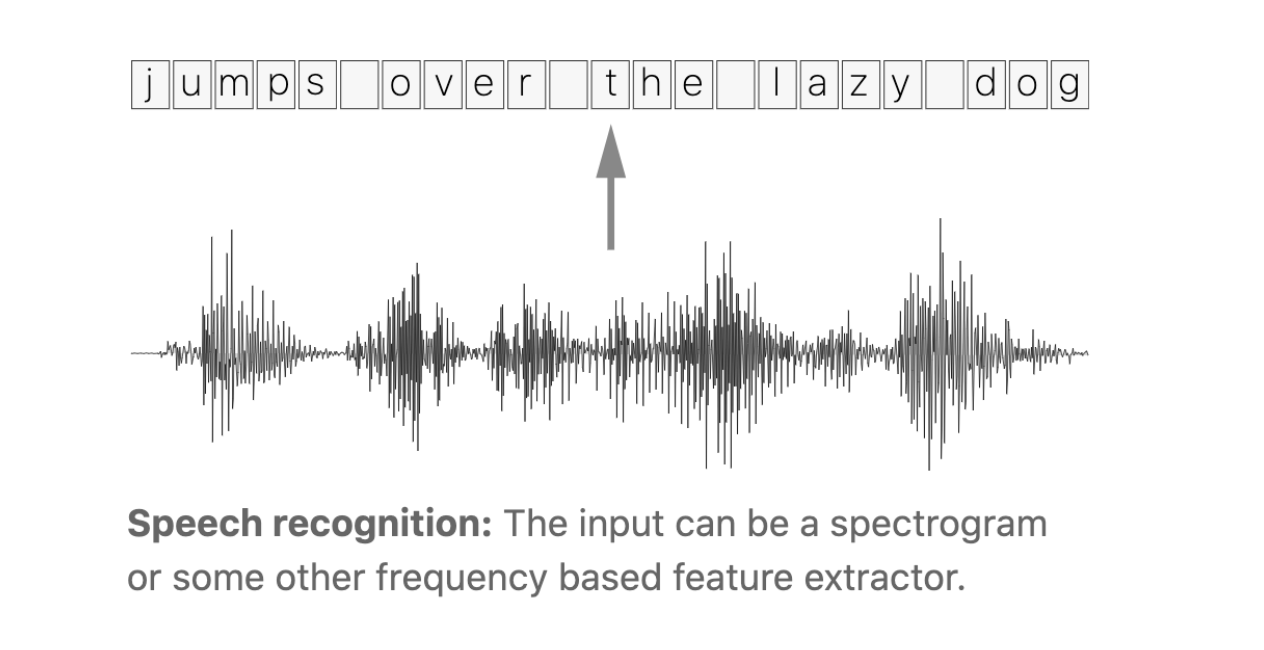 jumps over the lazy dog
Speech recognition: The input can be a spectrogram
or some other frequency based feature extractor.